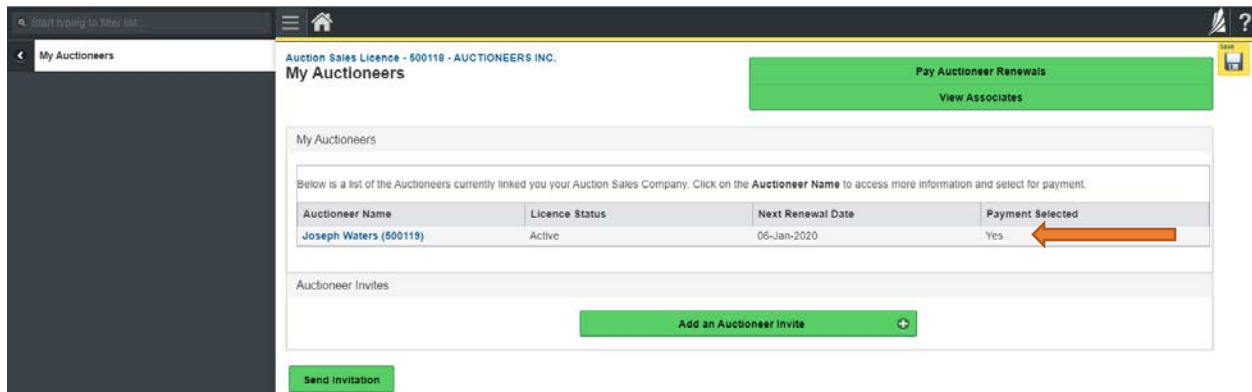 Start typing to filter list...
?
Save
My Auctioneers
Auction Sales Licence - 500118 - AUCTIONEERS INC.
My Auctioneers
Pay Auctioneer Renewals
View Associates
My Auctioneers
Below is a list of the Auctioneers currently linked you your Auction Sales Company. Click on the Auctioneer Name to access more information and select for payment.
Auctioneer Name Licence Status Next Renewal Date Payment Selected
Joseph Waters (500119) Active 06-Jan-2020 Yes
Auctioneer Invites
Add an Auctioneer Invite
Send Invitation